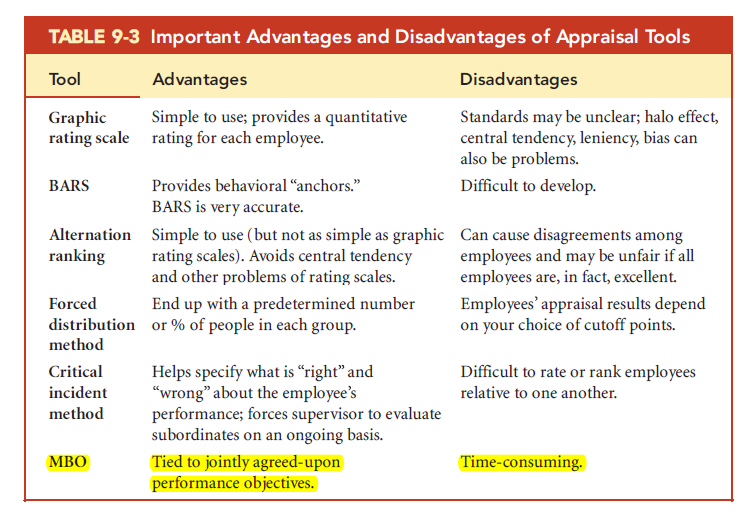 TABLE 9-3 Important Advantages and Disadvantages of Appraisal Tools
Tool Advantages Disadvantages
Graphic Simple to use; provides a quantitative Standards may be unclear; halo effect,
rating scale rating for each employee. central tendency, leniency, bias can
also be problems.
BARS Provides behavioral “anchors.” Difficult to develop.
BARS is very accurate.
Alternation Simple to use (but not as simple as graphic Can cause disagreements among
ranking rating scales). Avoids central tendency employees and may be unfair if all
and other problems of rating scales. employees are, in fact, excellent.
Forced End up with a predetermined number Employees’ appraisal results depend
distribution or % of people in each group. on your choice of cutoff points.
method
Critical Helps specify what is “right” and Difficult to rate or rank employees
incident “wrong” about the employee’s relative to one another.
method performance; forces supervisor to evaluate
subordinates on an ongoing basis.
MBO Tied to jointly agreed-upon Time-consuming.
performance objectives.